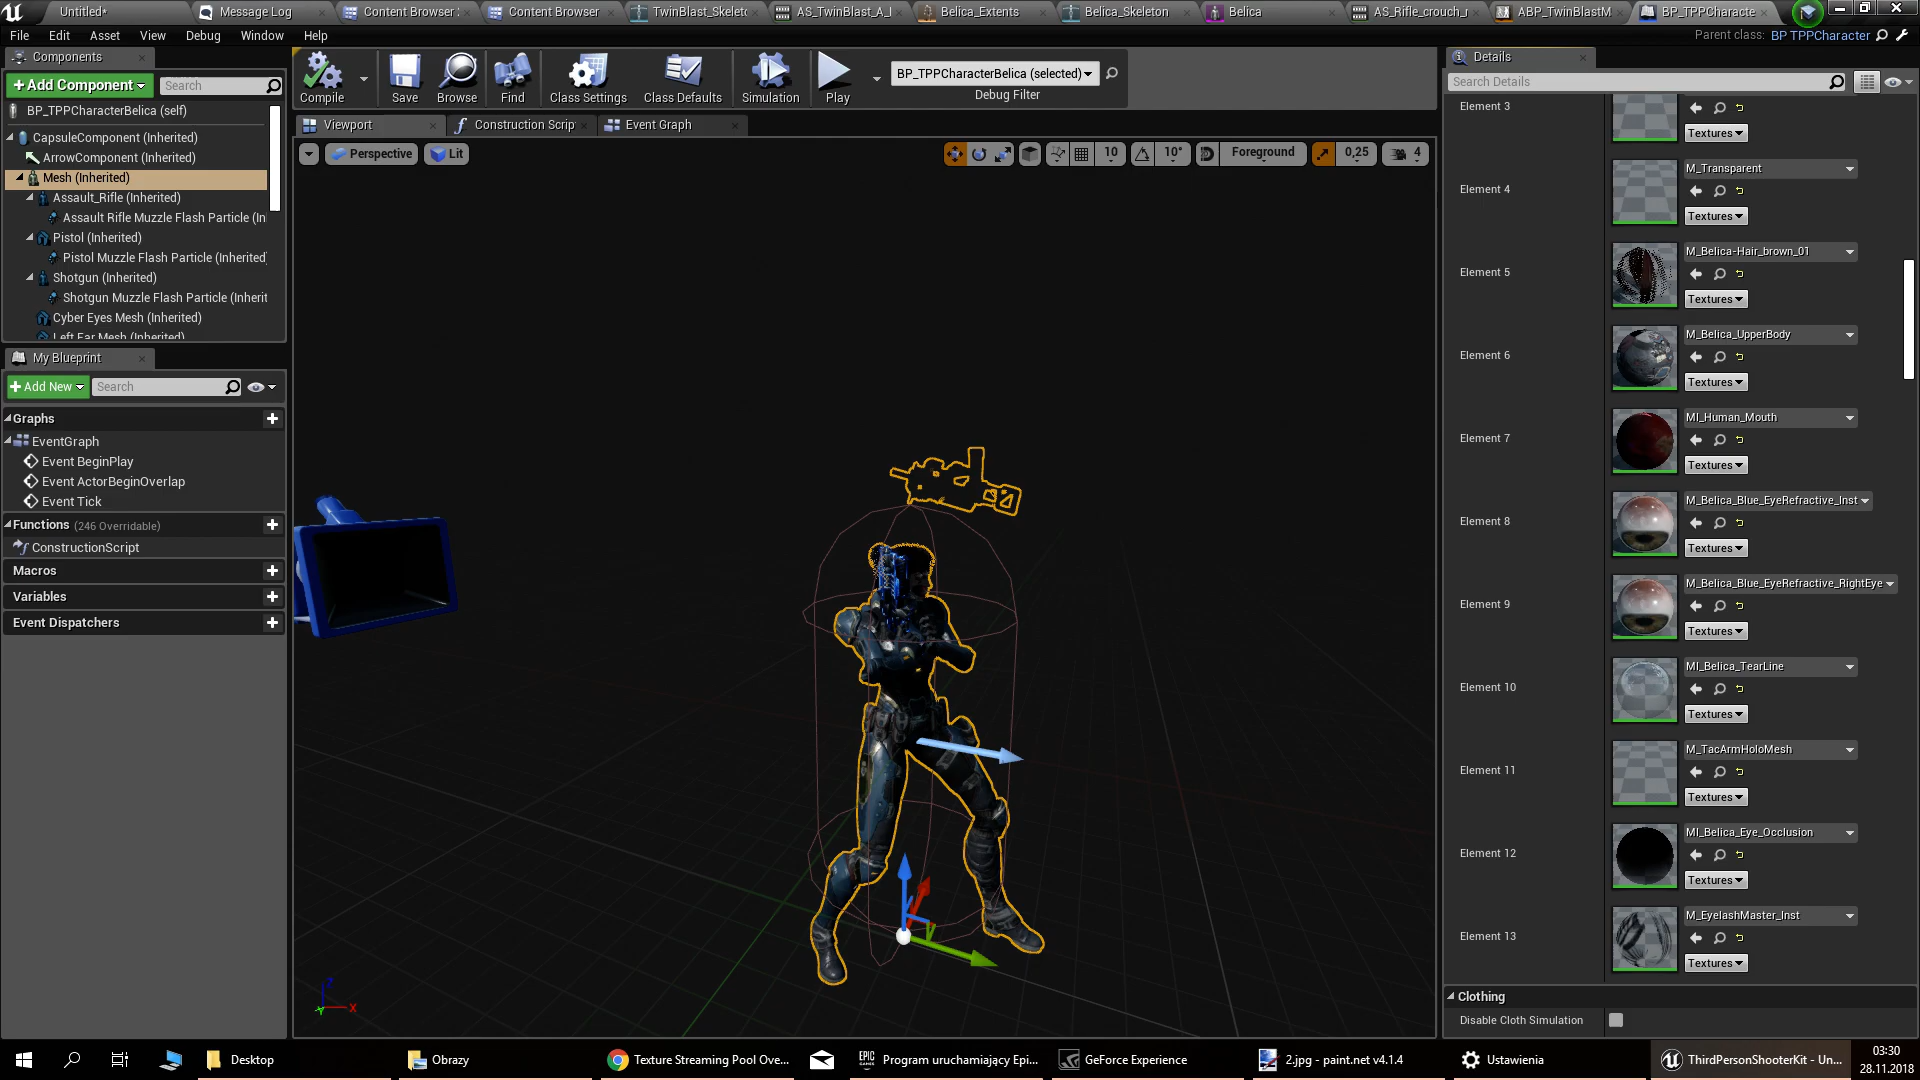 Untitled*
Message Log
Content Browser
Content Browser
TwinBlast_Skelet
AS_TwinBlast_A_
Belica_Extents
Belica_Skeleton
Belica
AS_Rifle_crouch_
ABP_TwinBlastM
BP_TPPCharacte
File Edit Asset View Debug Window Help
Parent class: BP TPPCharacter
Components
+Add Component
Search
BP_TPPCharacterBelica (self)
CapsuleComponent (Inherited)
ArrowComponent (Inherited)
Mesh (Inherited)
Assault_Rifle (Inherited)
Assault Rifle Muzzle Flash Particle (In
Pistol (Inherited)
Pistol Muzzle Flash Particle (Inherited)
Shotgun (Inherited)
Shotgun Muzzle Flash Particle (Inherit
Cyber Eyes Mesh (Inherited)
Left Ear Mesh (Inherited)
My Blueprint
+Add New
Search
Graphs
EventGraph
Event BeginPlay
Event ActorBeginOverlap
Event Tick
Functions (246 Overridable)
ConstructionScript
Macros
Variables
Event Dispatchers
Compile
Save
Browse
Find
Class Settings
Class Defaults
Simulation
Play
BP_TPPCharacterBelica (selected)
Debug Filter
Viewport
Construction Scrip
Event Graph
Perspective
Lit
10
10°
Foreground
0,25
4
Z
X
Y
Details
Search Details
Element 3
Textures
Element 4
M_Transparent
Textures
Element 5
M_Belica-Hair_brown_01
Textures
Element 6
M_Belica_UpperBody
Textures
Element 7
MI_Human_Mouth
Textures
Element 8
M_Belica_Blue_EyeRefractive_Inst
Textures
Element 9
M_Belica_Blue_EyeRefractive_RightEye
Textures
Element 10
MI_Belica_TearLine
Textures
Element 11
M_TacArmHoloMesh
Textures
Element 12
MI_Belica_Eye_Occlusion
Textures
Element 13
M_EyelashMaster_Inst
Textures
Clothing
Disable Cloth Simulation
Desktop
Obrazy
Texture Streaming Pool Ove...
EPIC GAMES
Program uruchamiający Epi...
GeForce Experience
2.jpg - paint.net v4.1.4
Ustawienia
ThirdPersonShooterKit - Un...
03:30
28.11.2018